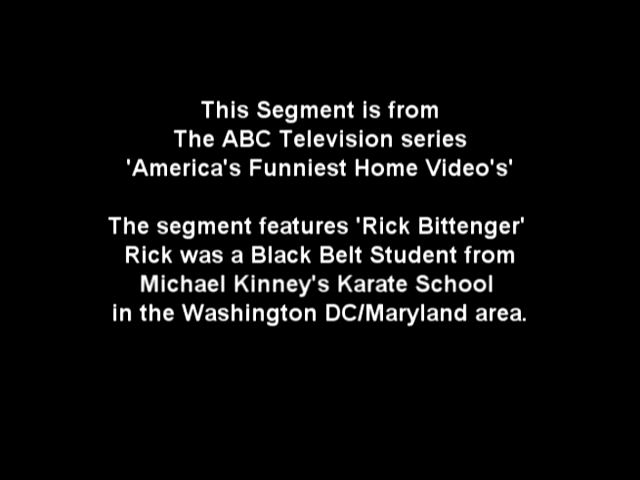 This Segment is from
The ABC Television series
'America's Funniest Home Video's'
The segment features 'Rick Bittenger'
Rick was a Black Belt Student from
Michael Kinney's Karate School
in the Washington DC/Maryland area.